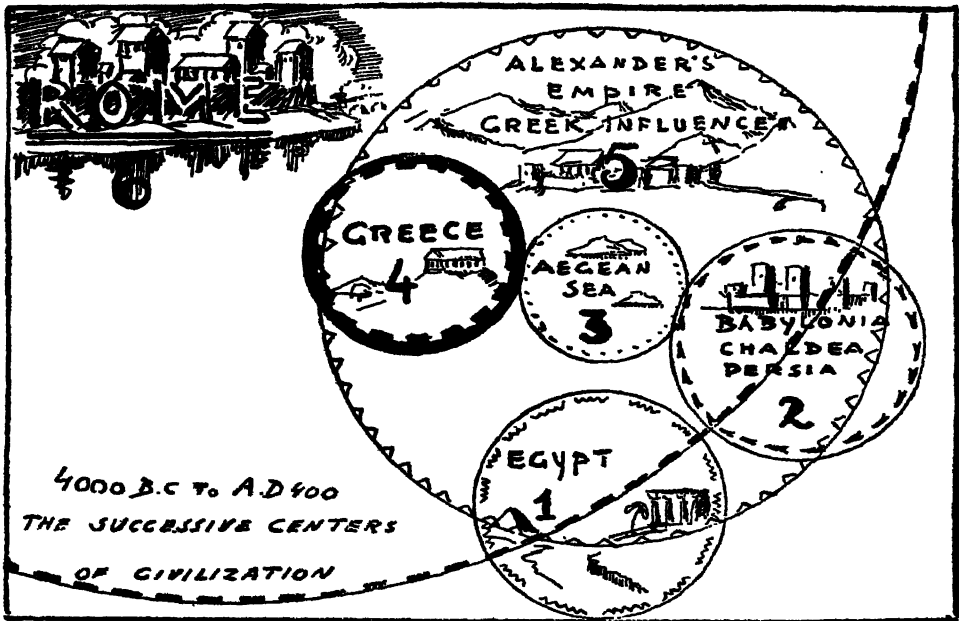 ROME
6
ALEXANDER'S
EMPIRE
GREEK INFLUENCE
5
GREECE
4
AEGEAN
SEA
3
BABYLONIA
CHALDEA
PERSIA
2
EGYPT
1
4000 B.C TO A.D 400
THE SUCCESSIVE CENTERS
OF CIVILIZATION